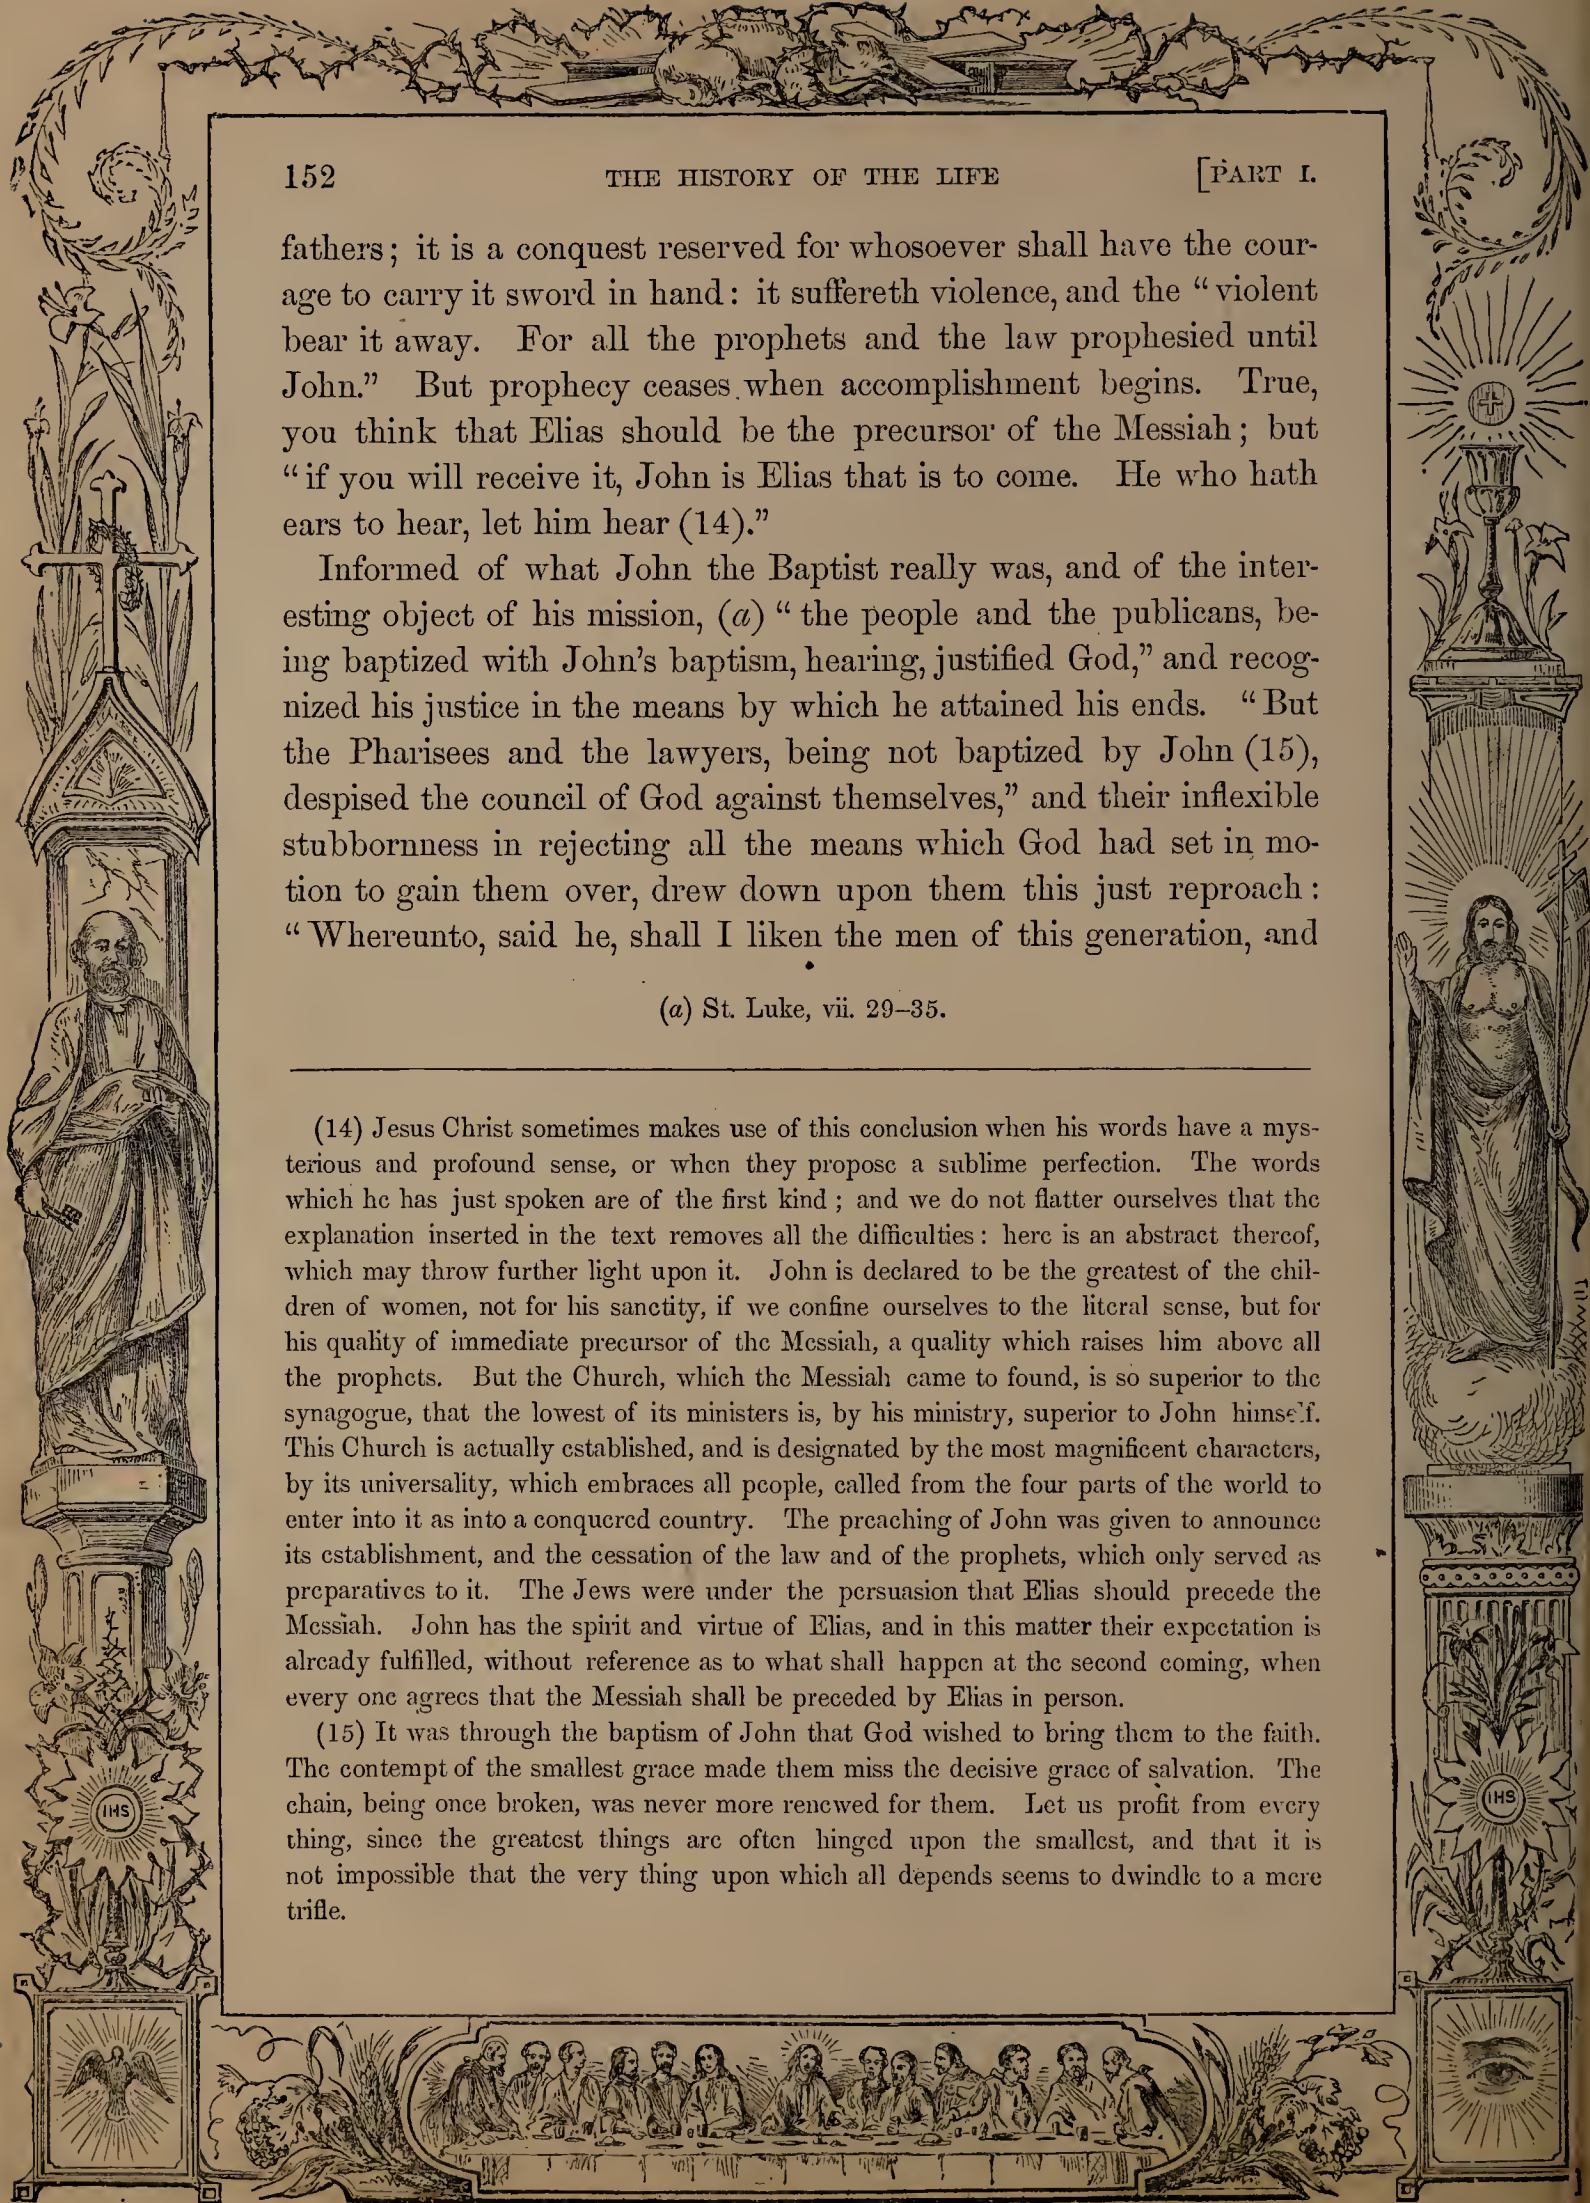 152 THE HISTORY OF THE LIFE [PART I.
fathers; it is a conquest reserved for whosoever shall have the cour-
age to carry it sword in hand: it suffereth violence, and the “violent
bear it away. For all the prophets and the law prophesied until
John.” But prophecy ceases when accomplishment begins. True,
you think that Elias should be the precursor of the Messiah; but
“if you will receive it, John is Elias that is to come. He who hath
ears to hear, let him hear (14).”
Informed of what John the Baptist really was, and of the inter-
esting object of his mission, (a) “the people and the publicans, be-
ing baptized with John’s baptism, hearing, justified God,” and recog-
nized his justice in the means by which he attained his ends. “But
the Pharisees and the lawyers, being not baptized by John (15),
despised the council of God against themselves,” and their inflexible
stubbornness in rejecting all the means which God had set in mo-
tion to gain them over, drew down upon them this just reproach:
“Whereunto, said he, shall I liken the men of this generation, and
(a) St. Luke, vii. 29–35.
(14) Jesus Christ sometimes makes use of this conclusion when his words have a mys-
terious and profound sense, or when they propose a sublime perfection. The words
which he has just spoken are of the first kind; and we do not flatter ourselves that the
explanation inserted in the text removes all the difficulties: here is an abstract thereof,
which may throw further light upon it. John is declared to be the greatest of the chil-
dren of women, not for his sanctity, if we confine ourselves to the literal sense, but for
his quality of immediate precursor of the Messiah, a quality which raises him above all
the prophets. But the Church, which the Messiah came to found, is so superior to the
synagogue, that the lowest of its ministers is, by his ministry, superior to John himself.
This Church is actually established, and is designated by the most magnificent characters,
by its universality, which embraces all people, called from the four parts of the world to
enter into it as into a conquered country. The preaching of John was given to announce
its establishment, and the cessation of the law and of the prophets, which only served as
preparatives to it. The Jews were under the persuasion that Elias should precede the
Messiah. John has the spirit and virtue of Elias, and in this matter their expectation is
already fulfilled, without reference as to what shall happen at the second coming, when
every one agrees that the Messiah shall be preceded by Elias in person.
(15) It was through the baptism of John that God wished to bring them to the faith.
The contempt of the smallest grace made them miss the decisive grace of salvation. The
chain, being once broken, was never more renewed for them. Let us profit from every
thing, since the greatest things are often hinged upon the smallest, and that it is
not impossible that the very thing upon which all depends seems to dwindle to a mere
trifle.
IHS
IHS